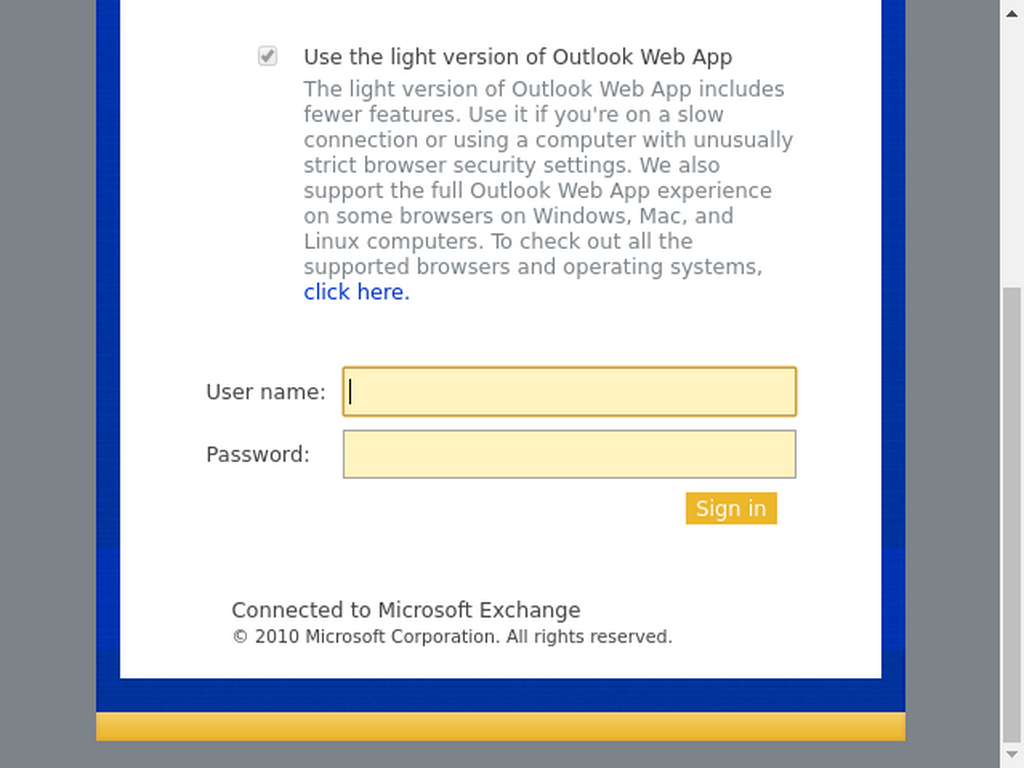 Use the light version of Outlook Web App
The light version of Outlook Web App includes
fewer features. Use it if you're on a slow
connection or using a computer with unusually
strict browser security settings. We also
support the full Outlook Web App experience
on some browsers on Windows, Mac, and
Linux computers. To check out all the
supported browsers and operating systems,
click here.
User name:
Password:
Sign in
Connected to Microsoft Exchange
© 2010 Microsoft Corporation. All rights reserved.